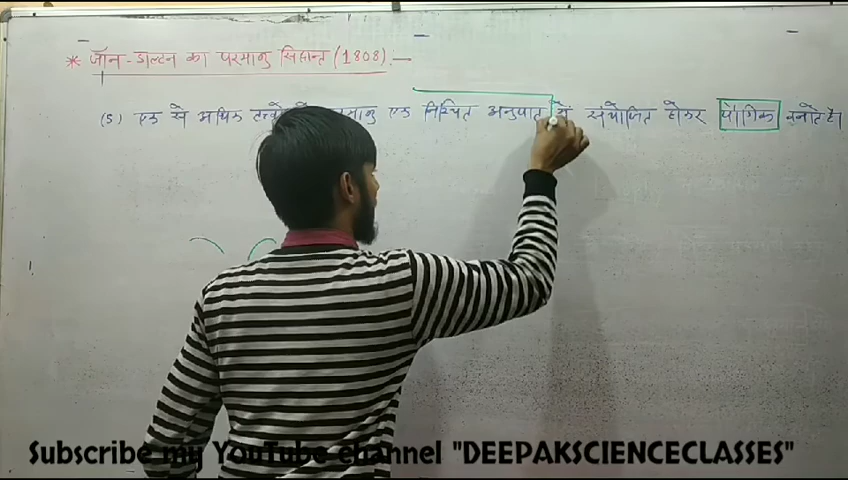 * जॉन-डाल्टन का परमाणु सिद्धान्त (1808):—
(5) एक से अधिक तत्वों परमाणु एक निश्चित अनुपात में संयोजित होकर यौगिक बनाते है।
Subscribe my YouTube channel "DEEPAKSCIENCECLASSES"